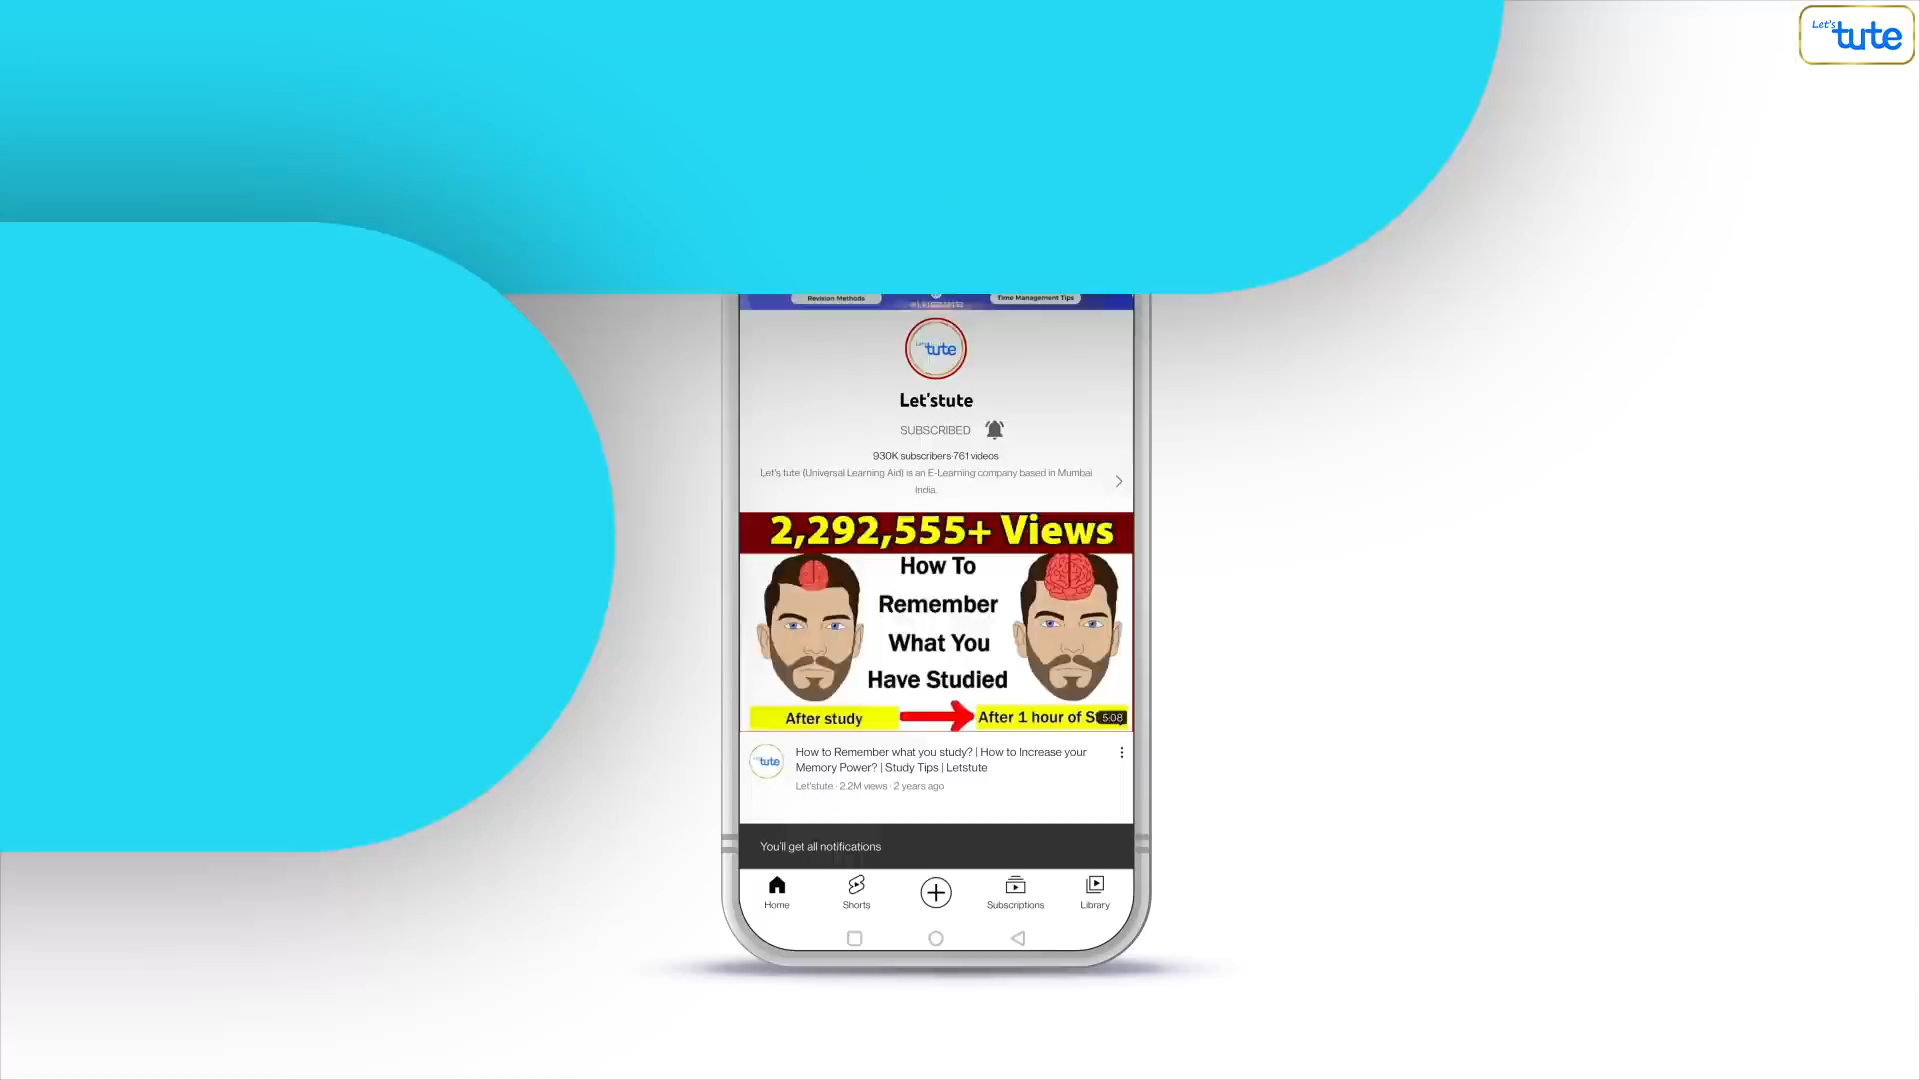 Let's
tute
Revision Methods
Time Management Tips
Let's
tute
Let'stute
SUBSCRIBED
930K subscribers·761 videos
Let's tute (Universal Learning Aid) is an E-Learning company based in Mumbai
India.
2,292,555+ Views
How To
Remember
What You
Have Studied
After study
After 1 hour of S
5:08
tute
How to Remember what you study? | How to Increase your
Memory Power? | Study Tips | Letstute
Let'stute · 2.2M views · 2 years ago
You'll get all notifications
Home
Shorts
Subscriptions
Library